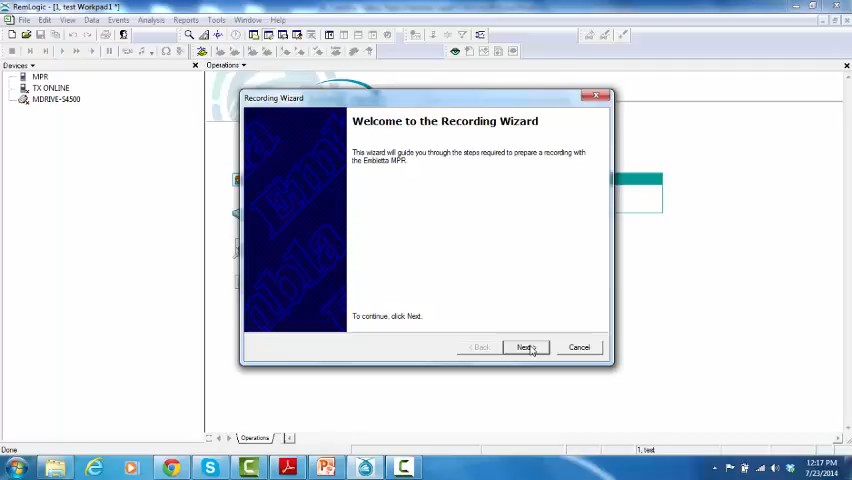 RemLogic - [1, test Workpad1 *]
File Edit View Data Events Analysis Reports Tools Window Help
Devices
Operations
MPR
TX ONLINE
MDRIVE-S4500
Recording Wizard
Welcome to the Recording Wizard
This wizard will guide you through the steps required to prepare a recording with
the Embletta MPR.
To continue, click Next.
< Back Next > Cancel
Operations
Done 1, test
12:17 PM
7/23/2014